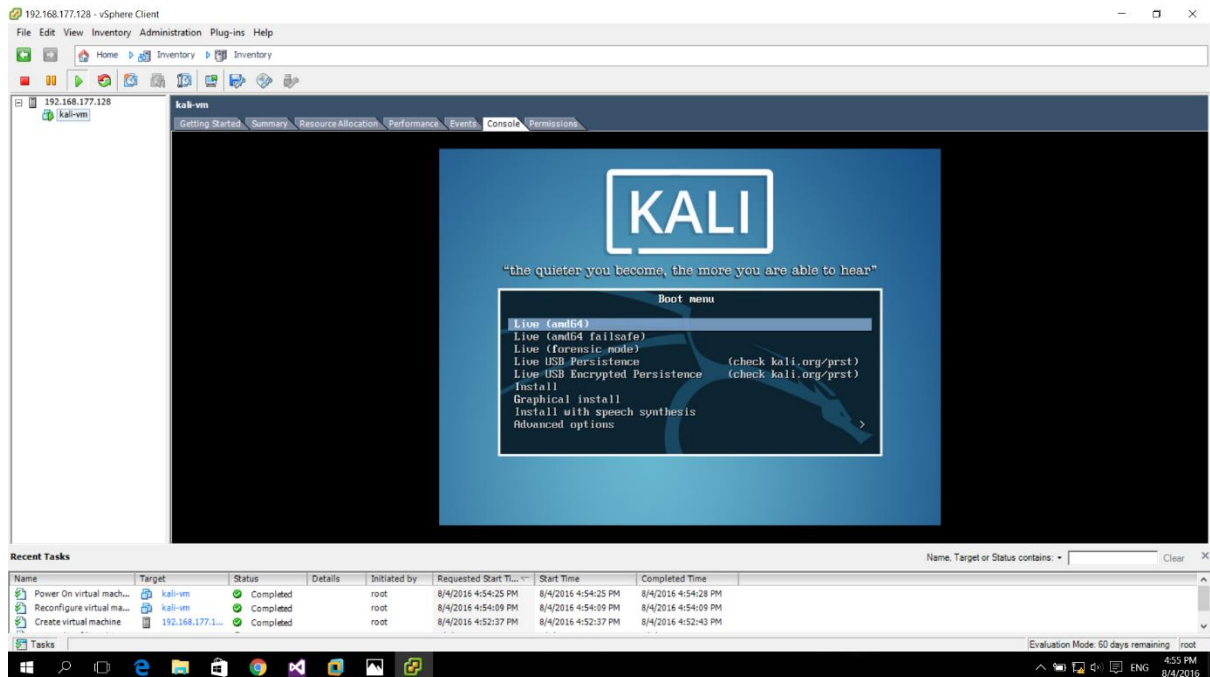 192.168.177.128 - vSphere Client
File Edit View Inventory Administration Plug-ins Help
Home Inventory Inventory
192.168.177.128
kali-vm
kali-vm
Getting Started Summary Resource Allocation Performance Events Console Permissions
KALI
"the quieter you become, the more you are able to hear"
Boot menu
Live (amd64)
Live (amd64 failsafe)
Live (forensic mode)
Live USB Persistence (check kali.org/prst)
Live USB Encrypted Persistence (check kali.org/prst)
Install
Graphical install
Install with speech synthesis
Advanced options >
Recent Tasks
Name, Target or Status contains: Clear
Name Target Status Details Initiated by Requested Start Ti... Start Time Completed Time
Power On virtual mach... kali-vm Completed root 8/4/2016 4:54:25 PM 8/4/2016 4:54:25 PM 8/4/2016 4:54:28 PM
Reconfigure virtual ma... kali-vm Completed root 8/4/2016 4:54:09 PM 8/4/2016 4:54:09 PM 8/4/2016 4:54:09 PM
Create virtual machine 192.168.177.1... Completed root 8/4/2016 4:52:37 PM 8/4/2016 4:52:37 PM 8/4/2016 4:52:43 PM
Tasks
Evaluation Mode: 60 days remaining root
ENG
4:55 PM
8/4/2016